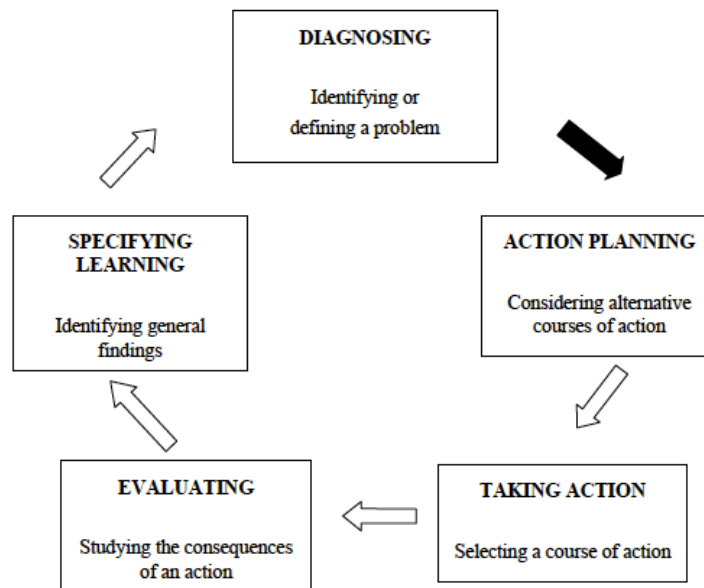 DIAGNOSING
Identifying or
defining a problem
ACTION PLANNING
Considering alternative
courses of action
TAKING ACTION
Selecting a course of action
EVALUATING
Studying the consequences
of an action
SPECIFYING
LEARNING
Identifying general
findings